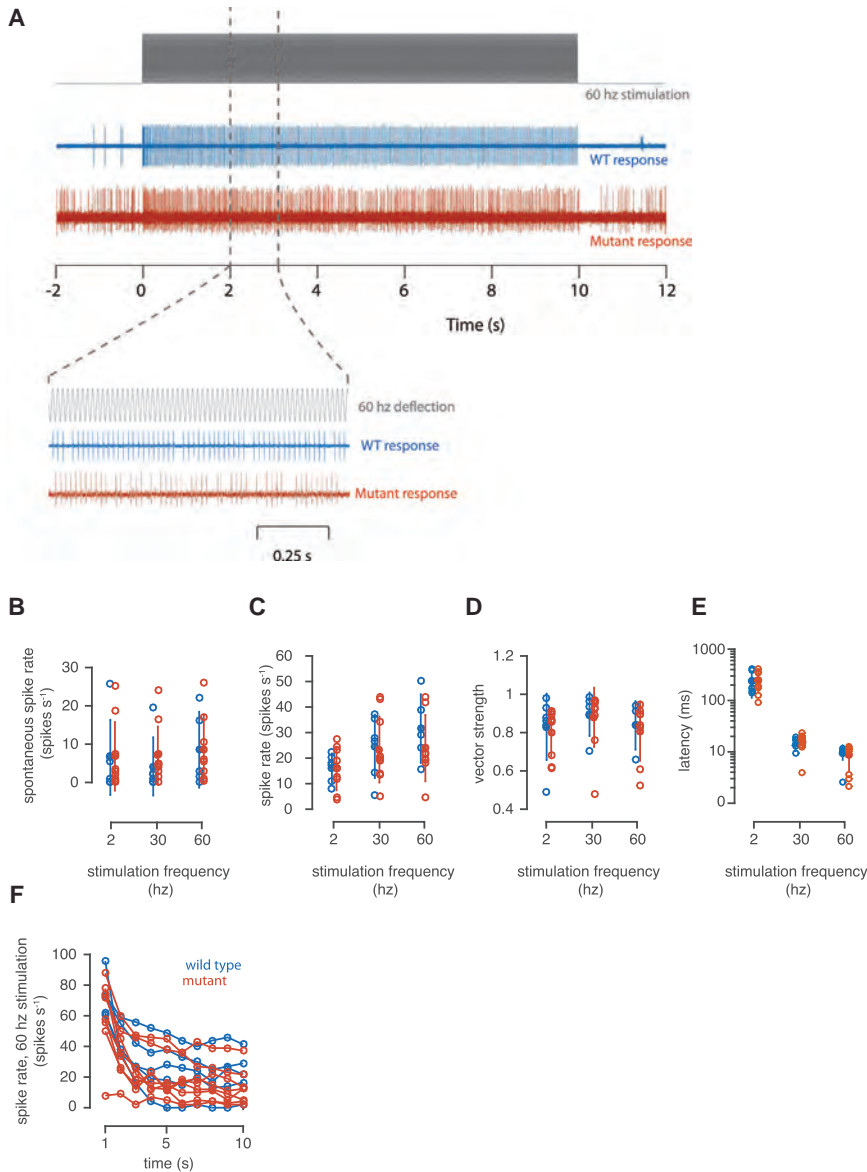 A
60 hz stimulation
WT response
Mutant response
-2 0 2 4 6 8 10 12
Time (s)
60 hz deflection
WT response
Mutant response
0.25 s
B
spontaneous spike rate
(spikes s⁻¹)
30
20
10
0
2 30 60
stimulation frequency
(hz)
C
spike rate (spikes s⁻¹)
60
50
40
30
20
10
0
2 30 60
stimulation frequency
(hz)
D
vector strength
1.2
1
0.8
0.6
0.4
2 30 60
stimulation frequency
(hz)
E
latency (ms)
1000
100
10
0
2 30 60
stimulation frequency
(hz)
F
spike rate, 60 hz stimulation
(spikes s⁻¹)
100
80
60
40
20
0
wild type
mutant
1 5 10
time (s)